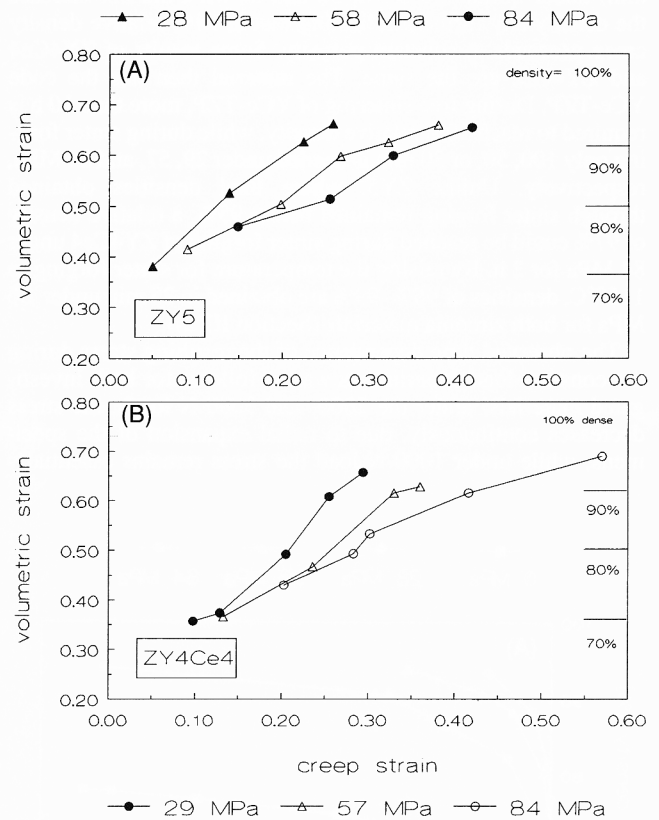 28 MPa 58 MPa 84 MPa
(A)
density= 100%
90%
80%
70%
ZY5
volumetric strain
0.80
0.70
0.60
0.50
0.40
0.30
0.20
0.00 0.10 0.20 0.30 0.40 0.50 0.60
(B)
100% dense
90%
80%
70%
ZY4Ce4
volumetric strain
0.80
0.70
0.60
0.50
0.40
0.30
0.20
0.00 0.10 0.20 0.30 0.40 0.50 0.60
creep strain
29 MPa 57 MPa 84 MPa